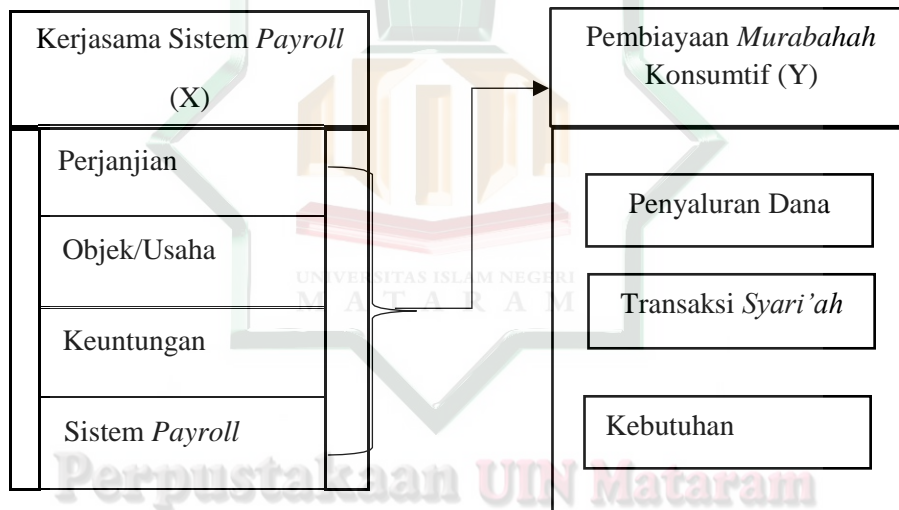 Kerjasama Sistem Payroll
(X)
Perjanjian
Objek/Usaha
Keuntungan
Sistem Payroll
Pembiayaan Murabahah
Konsumtif (Y)
Penyaluran Dana
Transaksi Syari’ah
Kebutuhan
UNIVERSITAS ISLAM NEGERI
MATARAM
Perpustakaan UIN Mataram